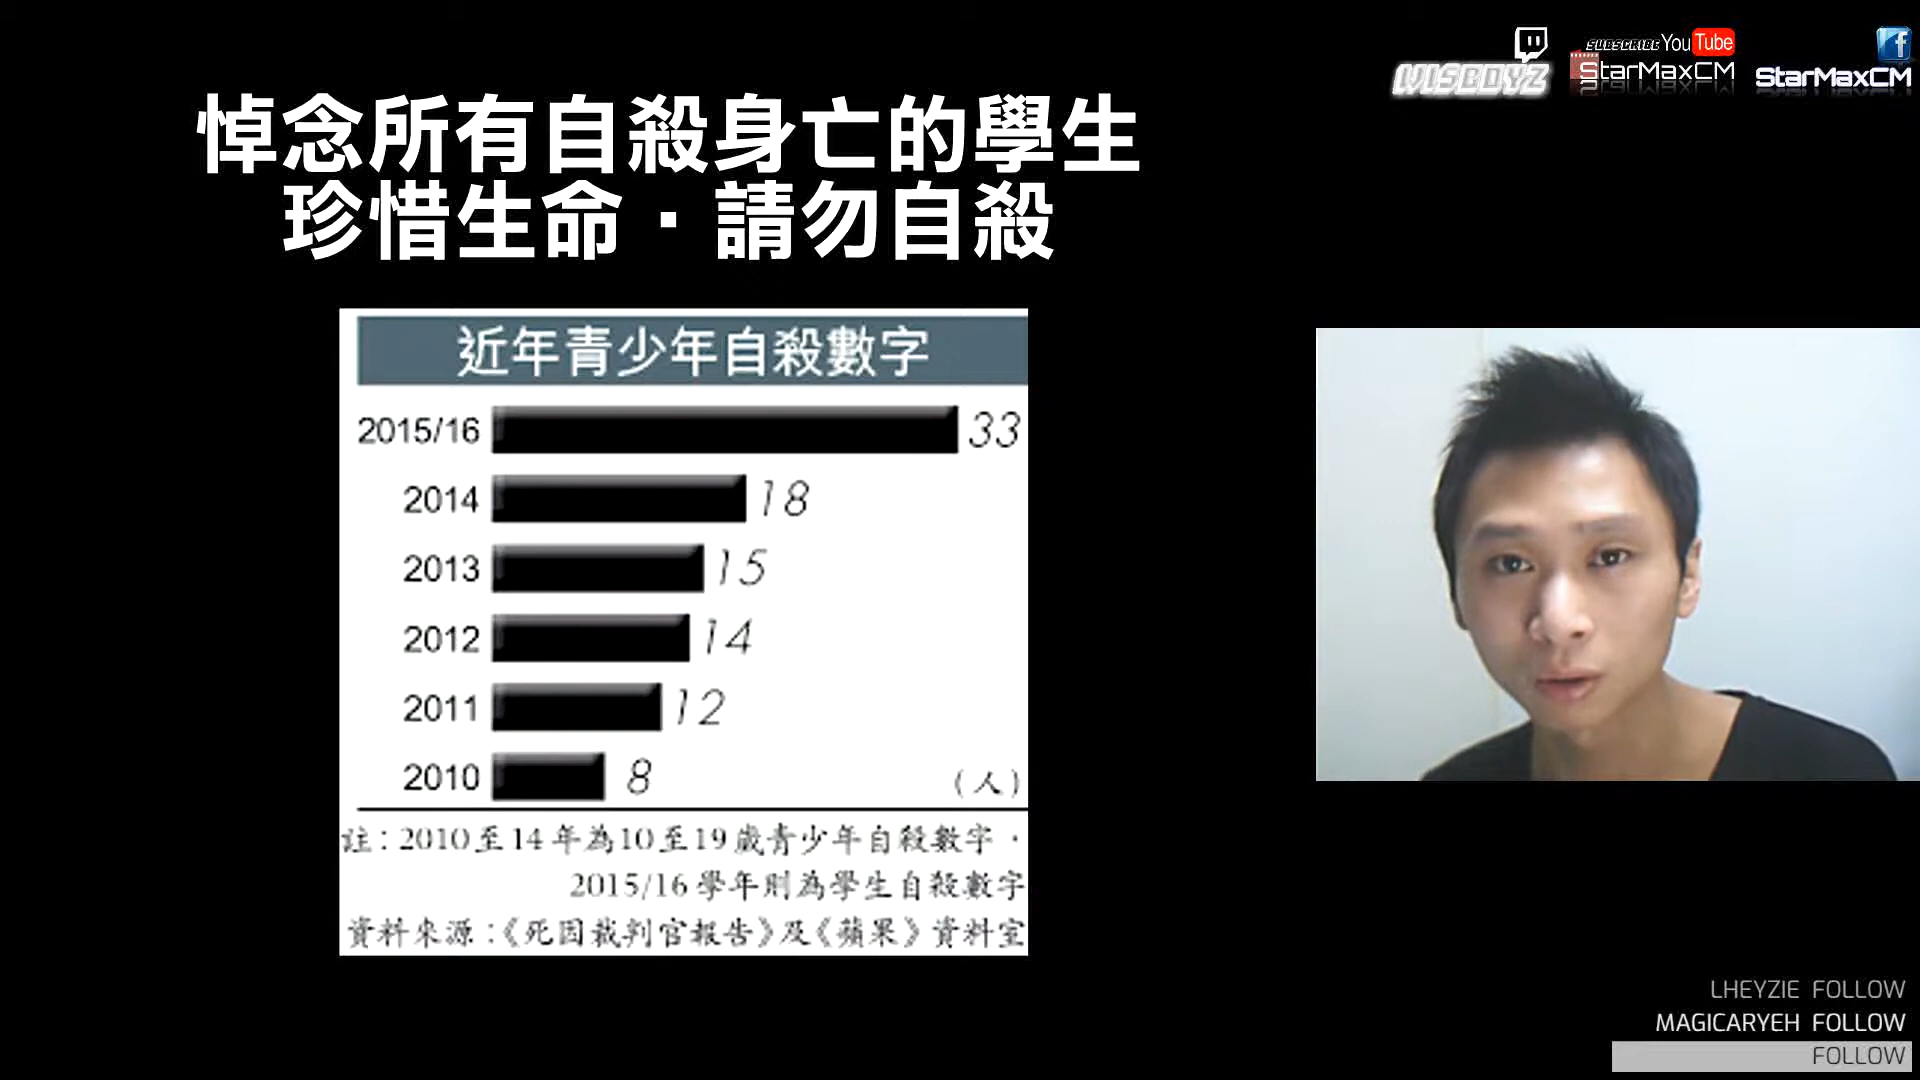 WISEDYZ
SUBSCRIBE YouTube
StarMaxCM
StarMaxCM
悼念所有自殺身亡的學生
珍惜生命·請勿自殺
近年青少年自殺數字
2015/16 33
2014 18
2013 15
2012 14
2011 12
2010 8 (人)
註：2010至14年為10至19歲青少年自殺數字，
2015/16學年則為學生自殺數字
資料來源：《死因裁判官報告》及《蘋果》資料室
LHEYZIE FOLLOW
MAGICARYEH FOLLOW
FOLLOW